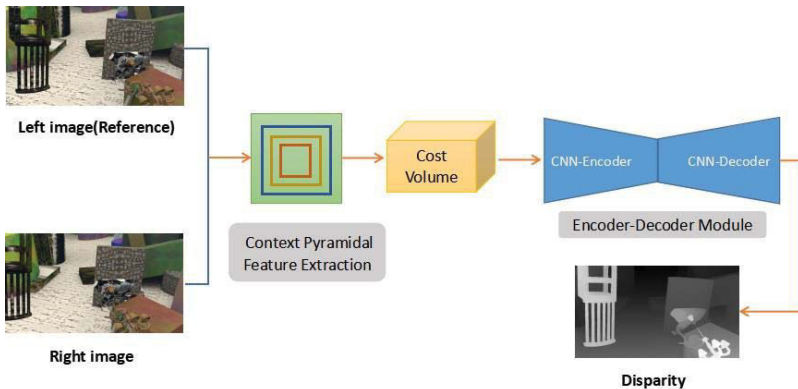 Left image(Reference)
Right image
Context Pyramidal
Feature Extraction
Cost
Volume
CNN-Encoder
CNN-Decoder
Encoder-Decoder Module
Disparity